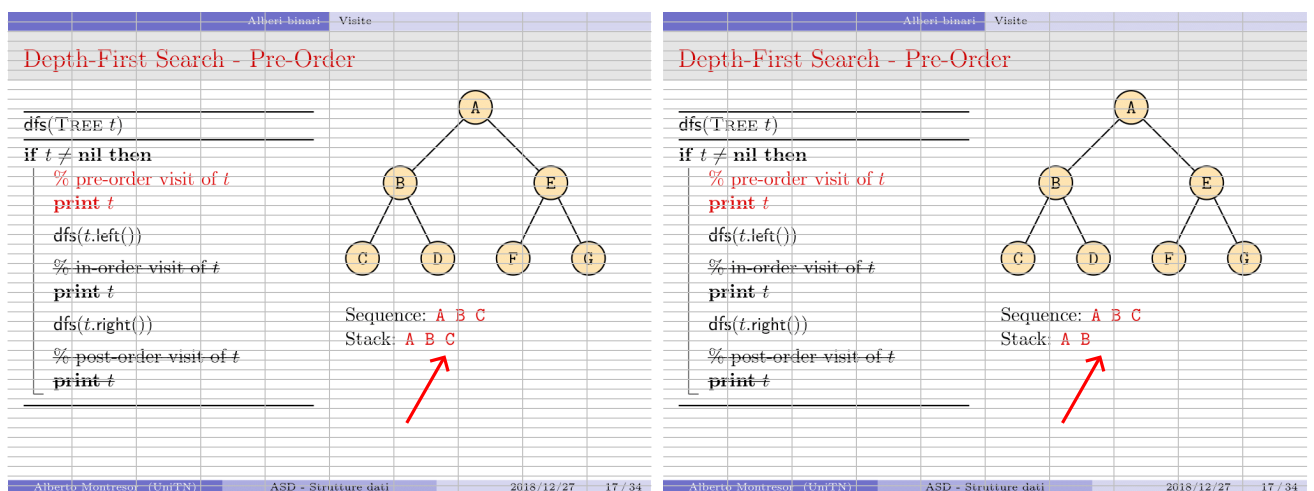 Alberi binari Visite
Depth-First Search - Pre-Order
dfs(TREE t)
if t ≠ nil then
% pre-order visit of t
print t
dfs(t.left())
% in-order visit of t
print t
dfs(t.right())
% post-order visit of t
print t
A
B E
C D F G
Sequence: A B C
Stack: A B C
Alberto Montresor (UniTN) ASD - Strutture dati 2018/12/27 17 / 34
Alberi binari Visite
Depth-First Search - Pre-Order
dfs(TREE t)
if t ≠ nil then
% pre-order visit of t
print t
dfs(t.left())
% in-order visit of t
print t
dfs(t.right())
% post-order visit of t
print t
A
B E
C D F G
Sequence: A B C
Stack: A B
Alberto Montresor (UniTN) ASD - Strutture dati 2018/12/27 17 / 34